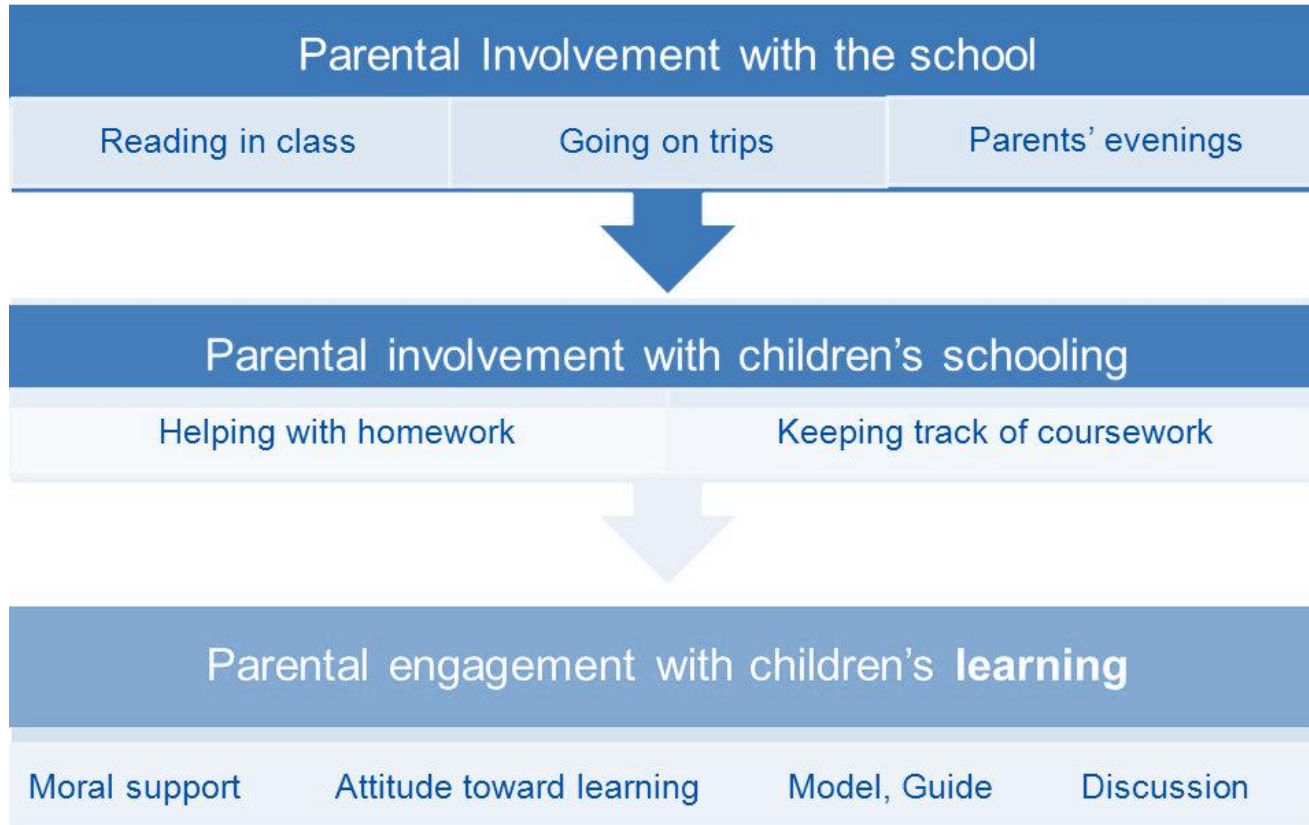 Parental Involvement with the school
Reading in class Going on trips Parents’ evenings
Parental involvement with children’s schooling
Helping with homework Keeping track of coursework
Parental engagement with children’s learning
Moral support Attitude toward learning Model, Guide Discussion